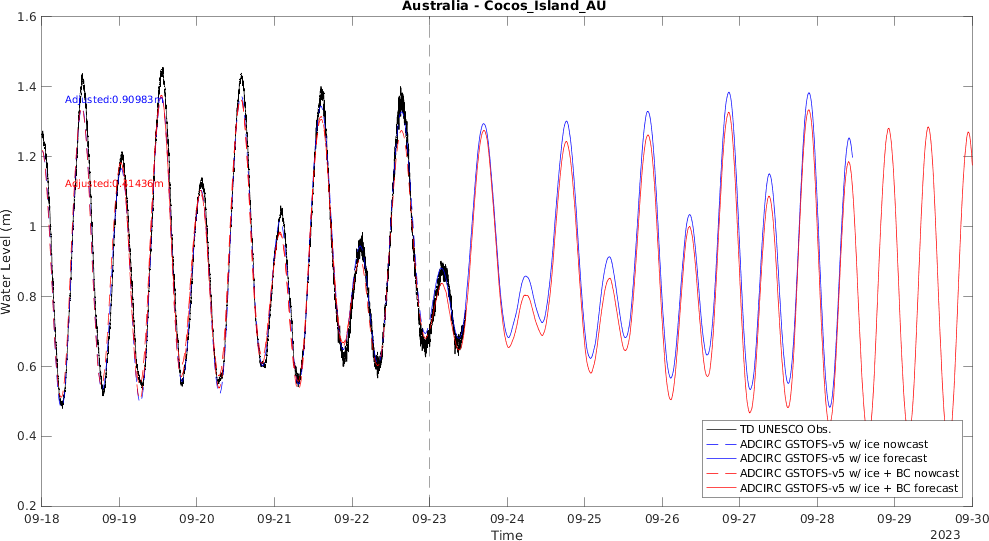 Australia - Cocos_Island_AU
1.6
1.4
1.2
1
0.8
0.6
0.4
0.2
Water Level (m)
Adjusted:0.90983m
Adjusted:0.41436m
TD UNESCO Obs.
ADCIRC GSTOFS-v5 w/ ice nowcast
ADCIRC GSTOFS-v5 w/ ice forecast
ADCIRC GSTOFS-v5 w/ ice + BC nowcast
ADCIRC GSTOFS-v5 w/ ice + BC forecast
09-18 09-19 09-20 09-21 09-22 09-23 09-24 09-25 09-26 09-27 09-28 09-29 09-30
Time
2023